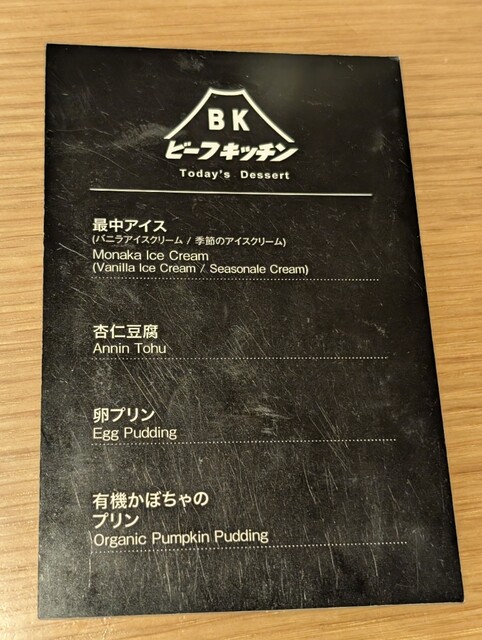 BK
ビーフキッチン
Today's Dessert
最中アイス
(バニラアイスクリーム / 季節のアイスクリーム)
Monaka Ice Cream
(Vanilla Ice Cream / Seasonale Cream)
杏仁豆腐
Annin Tohu
卵プリン
Egg Pudding
有機かぼちゃの
プリン
Organic Pumpkin Pudding